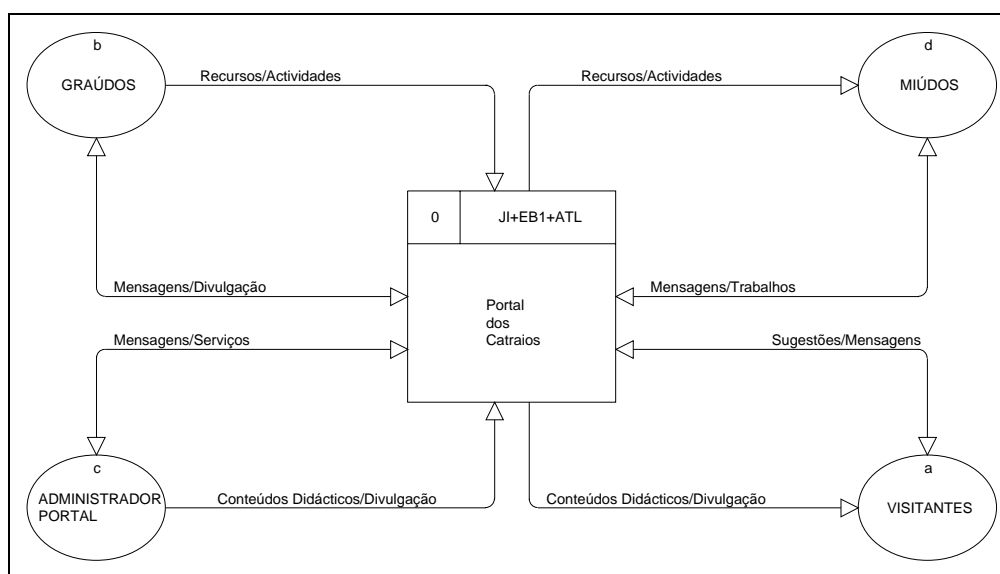 b
GRAÚDOS
Recursos/Actividades
Recursos/Actividades
d
MIÚDOS
0
JI+EB1+ATL
Mensagens/Divulgação
Portal
dos
Catraios
Mensagens/Trabalhos
Mensagens/Serviços
Sugestões/Mensagens
c
ADMINISTRADOR
PORTAL
Conteúdos Didácticos/Divulgação
Conteúdos Didácticos/Divulgação
a
VISITANTES